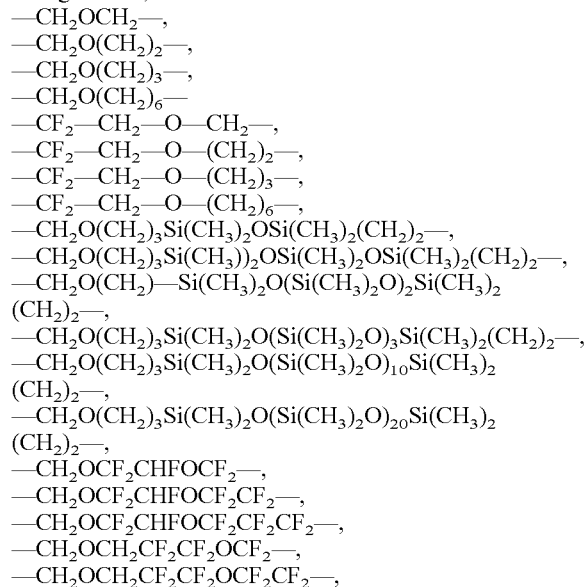 —CH₂OCH₂—,
—CH₂O(CH₂)₂—,
—CH₂O(CH₂)₃—,
—CH₂O(CH₂)₆—
—CF₂—CH₂—O—CH₂—,
—CF₂—CH₂—O—(CH₂)₂—,
—CF₂—CH₂—O—(CH₂)₃—,
—CF₂—CH₂—O—(CH₂)₆—,
—CH₂O(CH₂)₃Si(CH₃)₂OSi(CH₃)₂(CH₂)₂—,
—CH₂O(CH₂)₃Si(CH₃))₂OSi(CH₃)₂OSi(CH₃)₂(CH₂)₂—,
—CH₂O(CH₂)—Si(CH₃)₂O(Si(CH₃)₂O)₂Si(CH₃)₂
(CH₂)₂—,
—CH₂O(CH₂)₃Si(CH₃)₂O(Si(CH₃)₂O)₃Si(CH₃)₂(CH₂)₂—,
—CH₂O(CH₂)₃Si(CH₃)₂O(Si(CH₃)₂O)₁₀Si(CH₃)₂
(CH₂)₂—,
—CH₂O(CH₂)₃Si(CH₃)₂O(Si(CH₃)₂O)₂₀Si(CH₃)₂
(CH₂)₂—,
—CH₂OCF₂CHFOCF₂—,
—CH₂OCF₂CHFOCF₂CF₂—,
—CH₂OCF₂CHFOCF₂CF₂CF₂—,
—CH₂OCH₂CF₂CF₂OCF₂—,
—CH₂OCH₂CF₂CF₂OCF₂CF₂—,